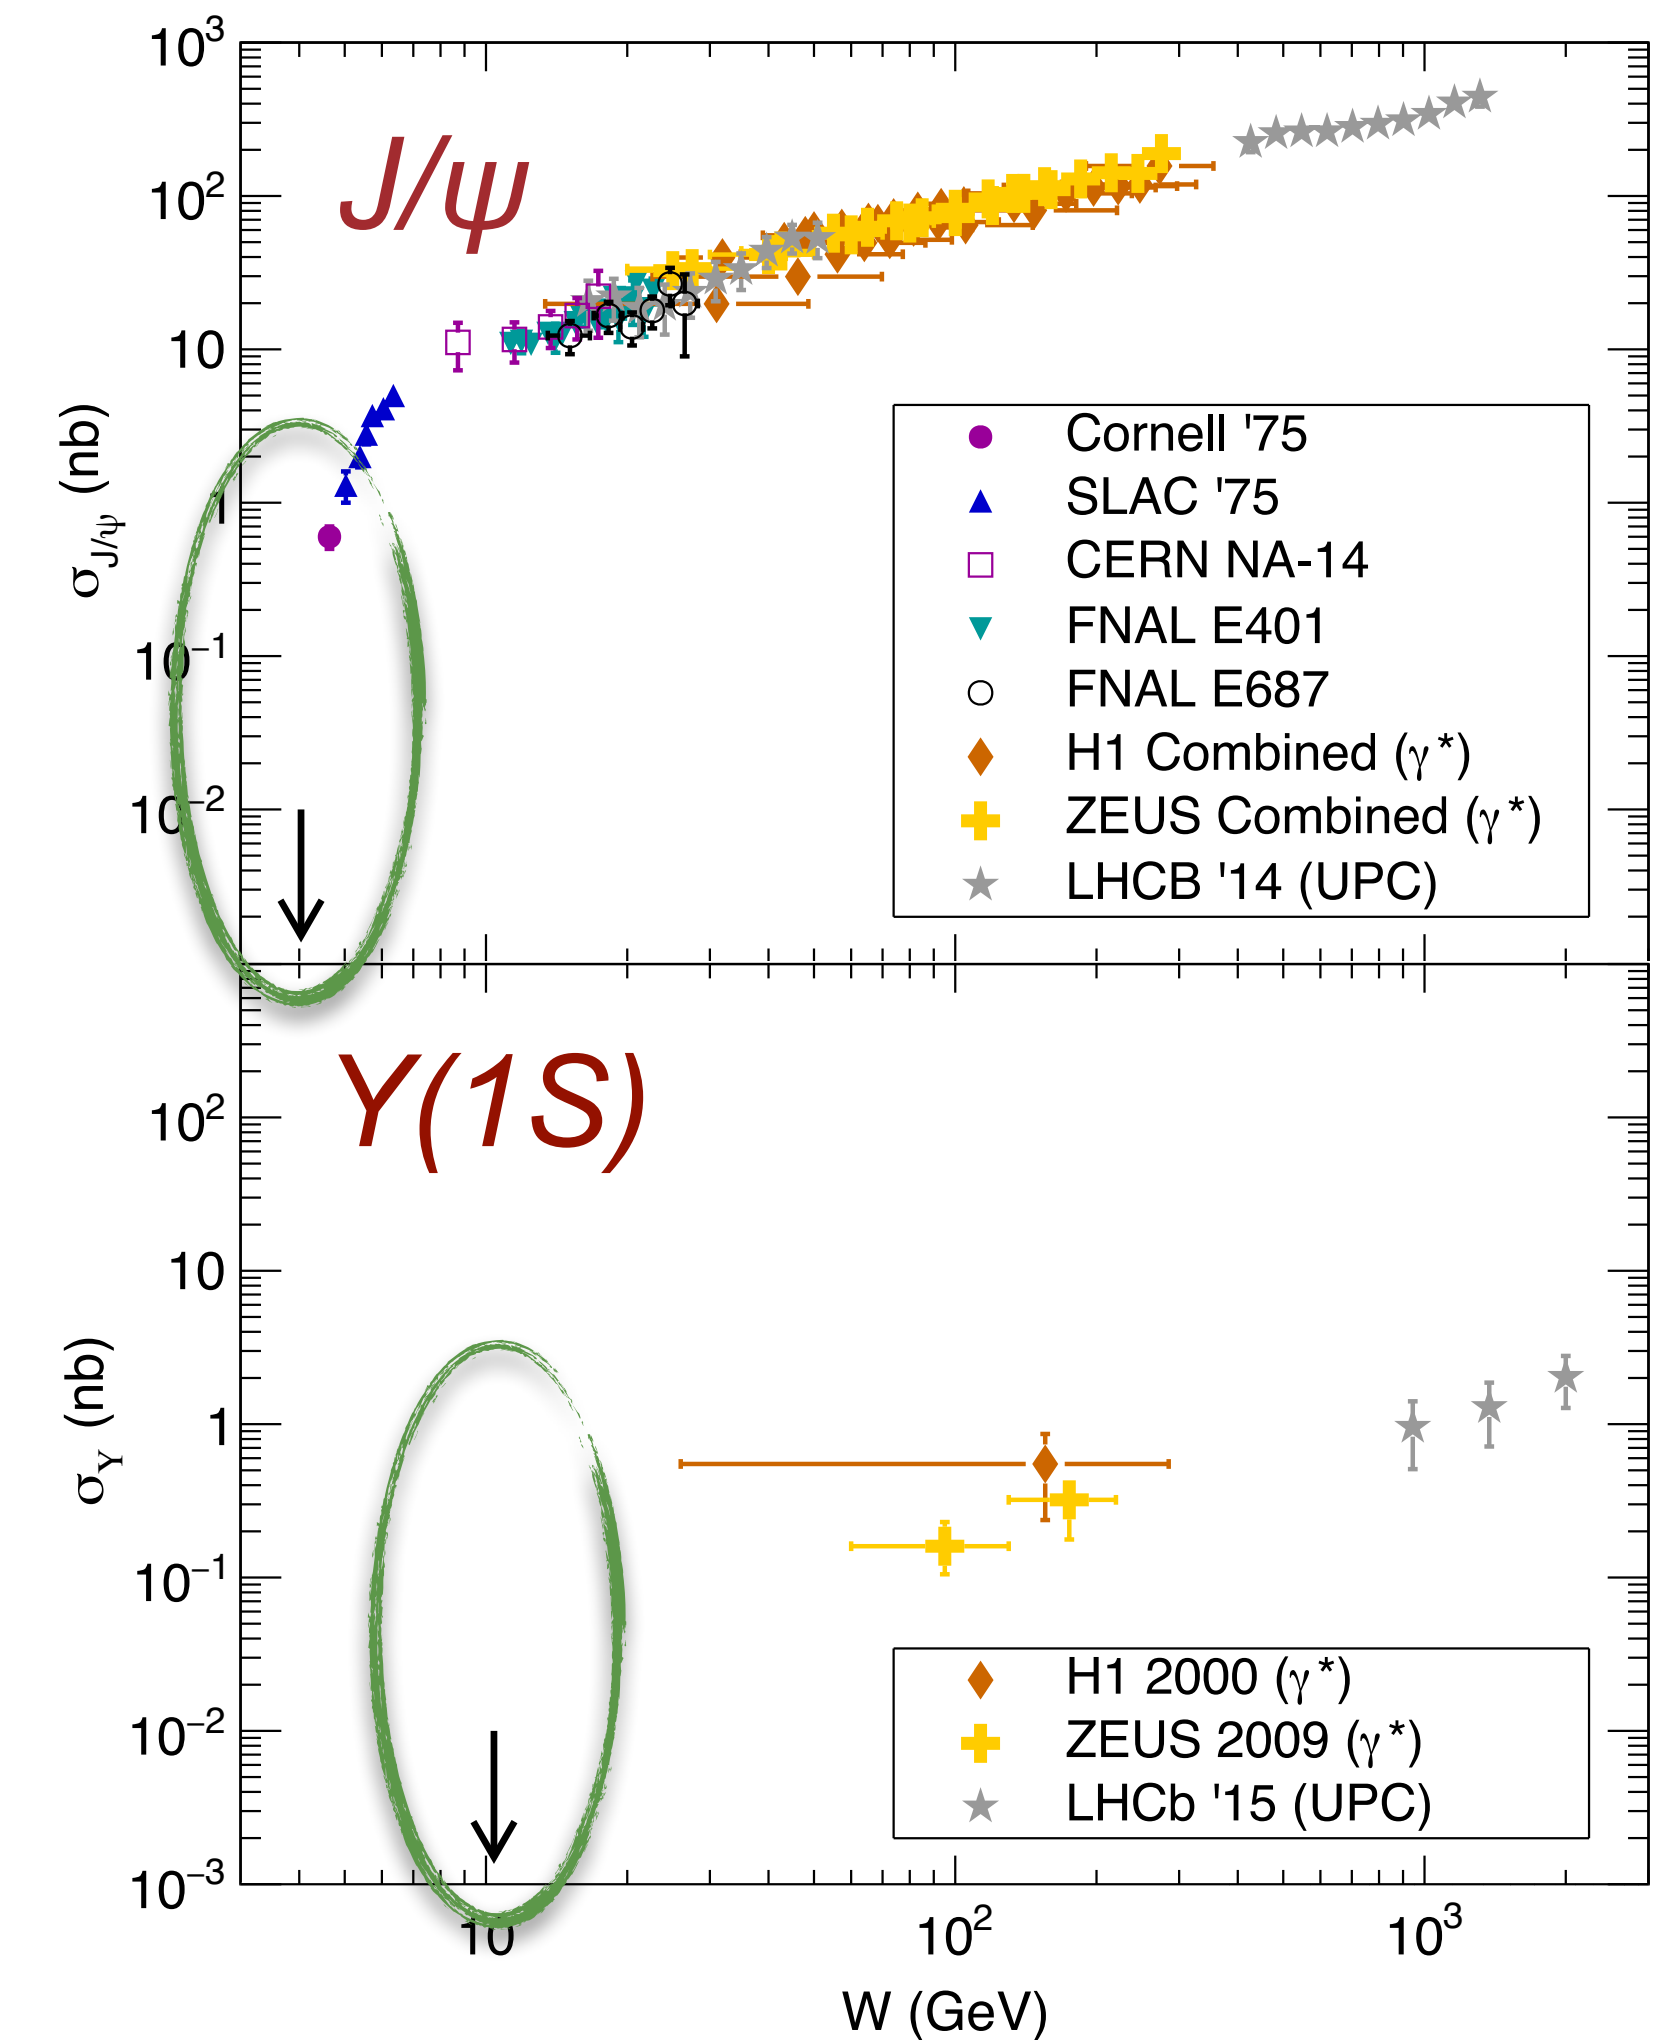 10³
J/ψ
10²
10
σJ/ψ (nb)
1
10⁻¹
10⁻²
Cornell '75
SLAC '75
CERN NA-14
FNAL E401
FNAL E687
H1 Combined (γ*)
ZEUS Combined (γ*)
LHCB '14 (UPC)
Y(1S)
10²
10
σY (nb)
1
10⁻¹
10⁻²
10⁻³
H1 2000 (γ*)
ZEUS 2009 (γ*)
LHCb '15 (UPC)
10 10² 10³
W (GeV)